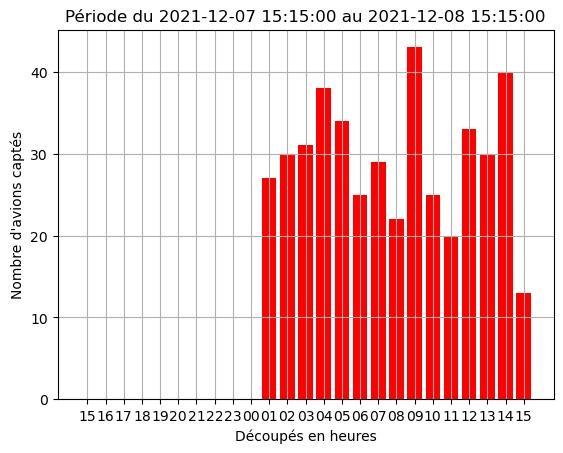 Période du 2021-12-07 15:15:00 au 2021-12-08 15:15:00
Nombre d'avions captés
40
30
20
10
0
15 16 17 18 19 20 21 22 23 00 01 02 03 04 05 06 07 08 09 10 11 12 13 14 15
Découpés en heures